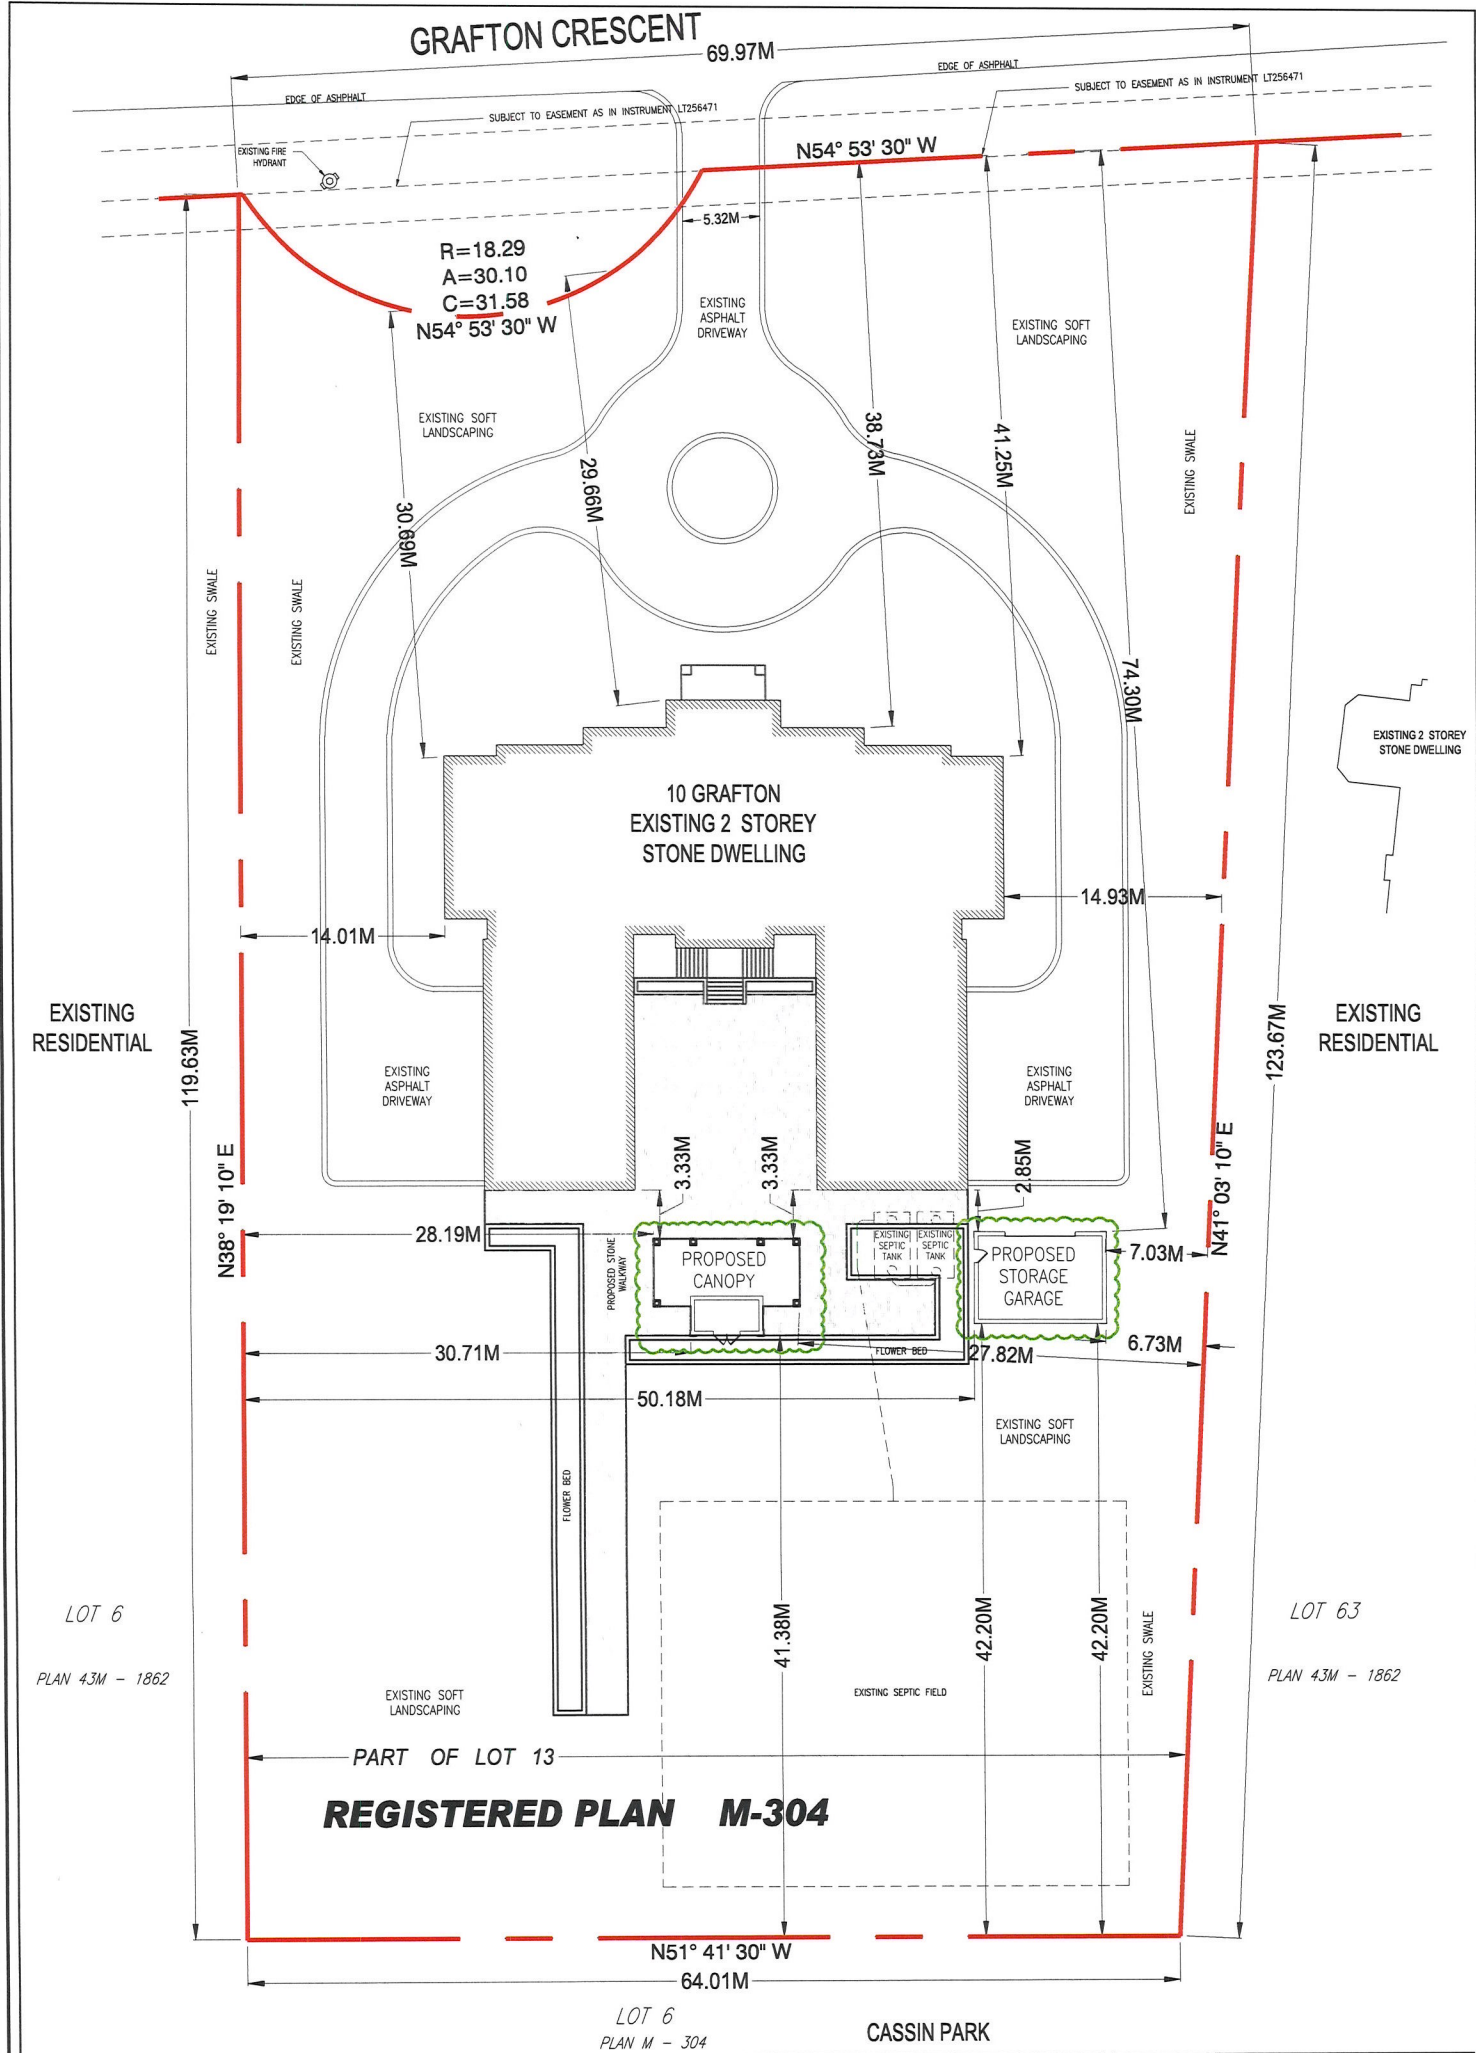 GRAFTON CRESCENT
69.97M
EDGE OF ASHPHALT
EDGE OF ASHPHALT
SUBJECT TO EASEMENT AS IN INSTRUMENT LT256471
SUBJECT TO EASEMENT AS IN INSTRUMENT LT256471
EXISTING FIRE
HYDRANT
N54° 53' 30" W
5.32M
R=18.29
A=30.10
C=31.58
N54° 53' 30" W
EXISTING
ASPHALT
DRIVEWAY
EXISTING SOFT
LANDSCAPING
EXISTING SOFT
LANDSCAPING
38.73M
41.25M
29.66M
30.69M
EXISTING SWALE
EXISTING SWALE
EXISTING SWALE
74.30M
EXISTING 2 STOREY
STONE DWELLING
10 GRAFTON
EXISTING 2 STOREY
STONE DWELLING
14.93M
14.01M
EXISTING
RESIDENTIAL
EXISTING
RESIDENTIAL
119.63M
123.67M
EXISTING
ASPHALT
DRIVEWAY
EXISTING
ASPHALT
DRIVEWAY
N38° 19' 10" E
N41° 03' 10" E
3.33M
3.33M
2.85M
28.19M
PROPOSED STONE
WALKWAY
PROPOSED
CANOPY
EXISTING
SEPTIC
TANK
EXISTING
SEPTIC
TANK
PROPOSED
STORAGE
GARAGE
7.03M
30.71M
FLOWER BED
27.82M
6.73M
50.18M
EXISTING SOFT
LANDSCAPING
FLOWER BED
LOT 6
PLAN 43M - 1862
LOT 63
PLAN 43M - 1862
41.38M
42.20M
42.20M
EXISTING SWALE
EXISTING SOFT
LANDSCAPING
EXISTING SEPTIC FIELD
PART OF LOT 13
REGISTERED PLAN M-304
N51° 41' 30" W
64.01M
LOT 6
PLAN M - 304
CASSIN PARK